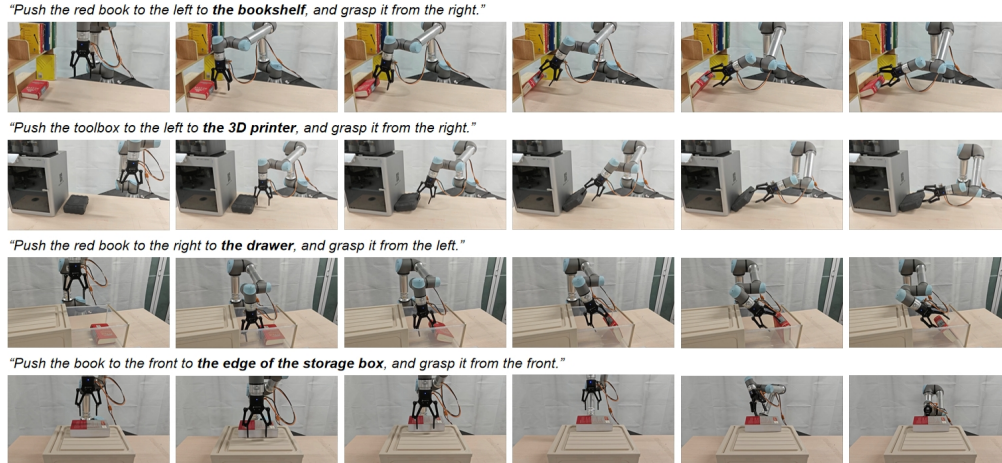 “Push the red book to the left to the bookshelf, and grasp it from the right.”
“Push the toolbox to the left to the 3D printer, and grasp it from the right.”
“Push the red book to the right to the drawer, and grasp it from the left.”
“Push the book to the front to the edge of the storage box, and grasp it from the front.”